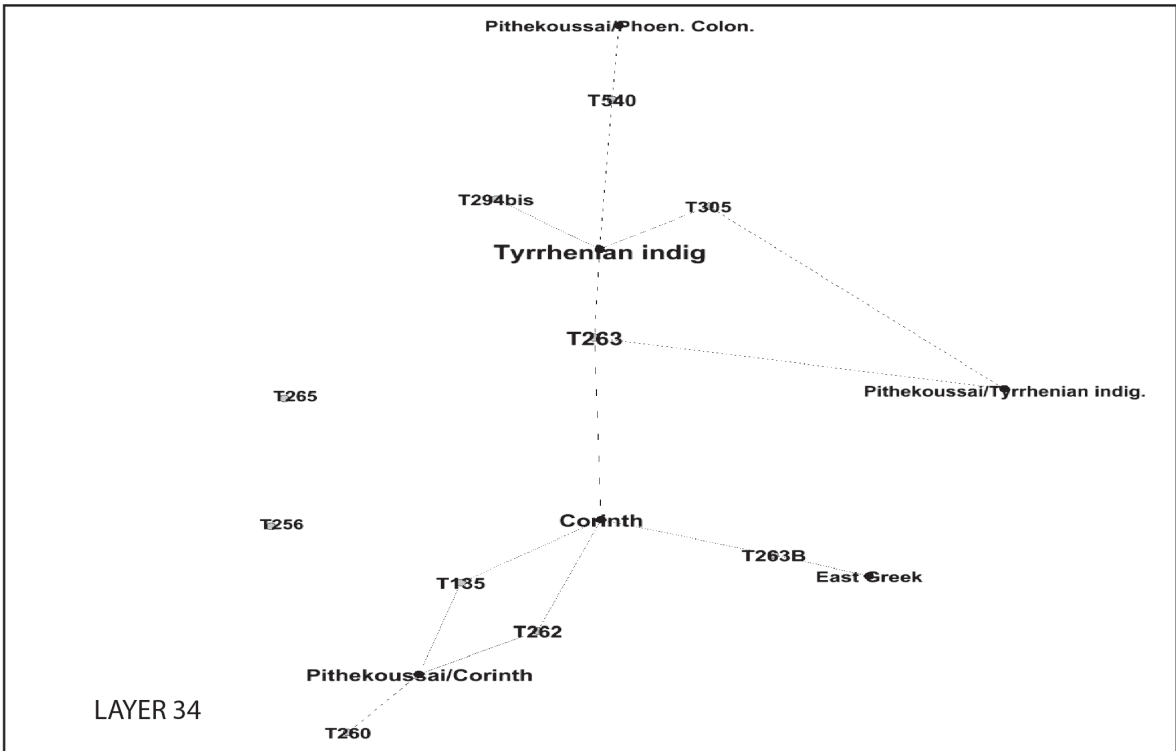 Pithekoussai/Phoen. Colon.
T540
T294bis
T305
Tyrrhenian indig
T263
Pithekoussai/Tyrrhenian indig.
T265
Corinth
T256
T263B
East Greek
T135
T262
Pithekoussai/Corinth
LAYER 34
T260